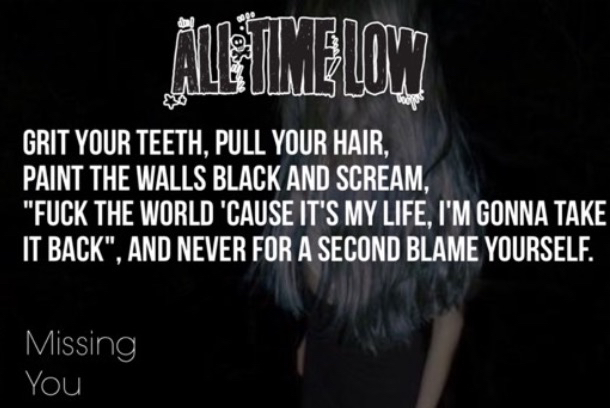 ALL TIME LOW
GRIT YOUR TEETH, PULL YOUR HAIR,
PAINT THE WALLS BLACK AND SCREAM,
"FUCK THE WORLD 'CAUSE IT'S MY LIFE, I'M GONNA TAKE
IT BACK", AND NEVER FOR A SECOND BLAME YOURSELF.
Missing
You